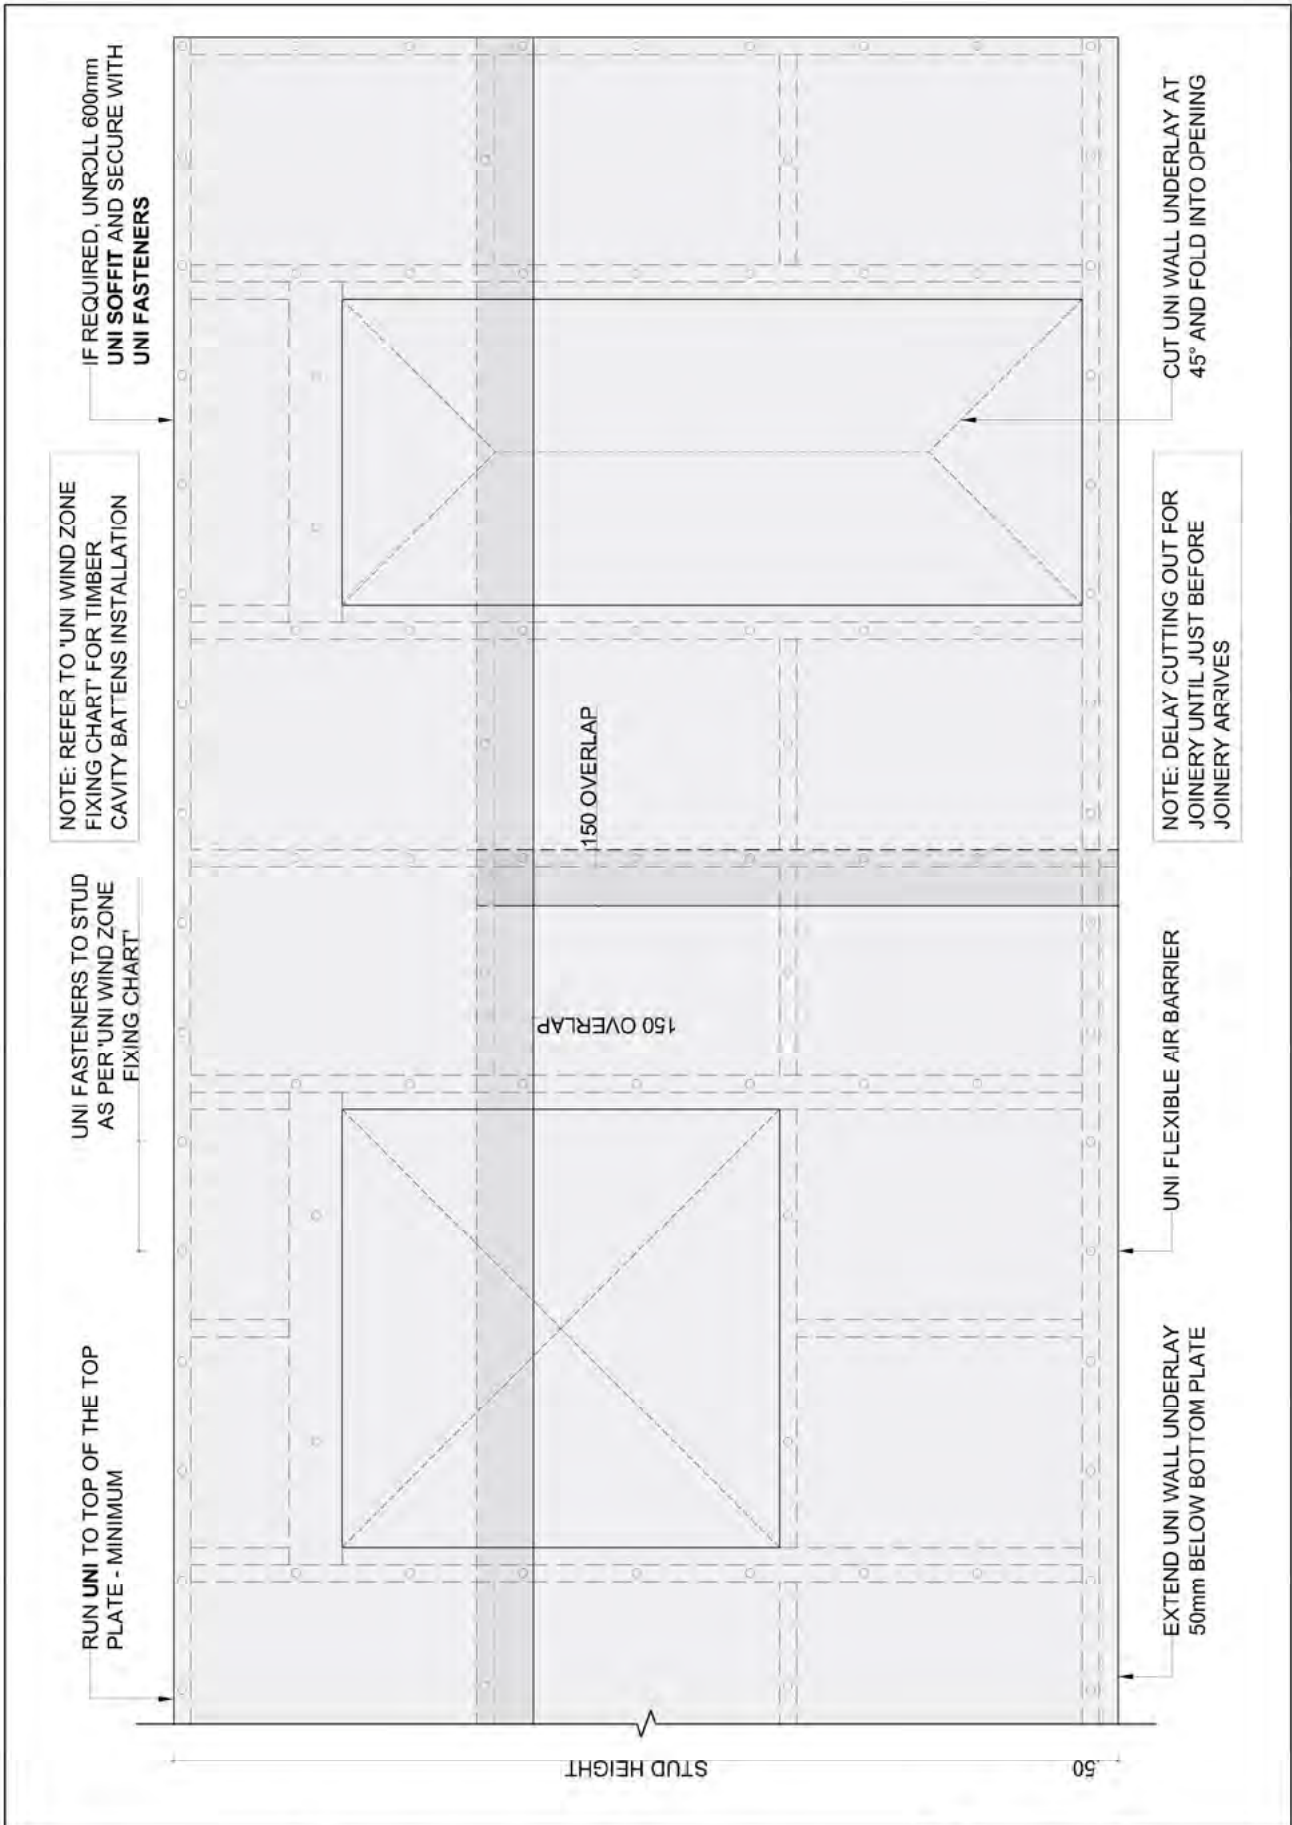 RUN UNI TO TOP OF THE TOP
PLATE - MINIMUM
UNI FASTENERS TO STUD
AS PER 'UNI WIND ZONE
FIXING CHART'
NOTE: REFER TO 'UNI WIND ZONE
FIXING CHART' FOR TIMBER
CAVITY BATTENS INSTALLATION
IF REQUIRED, UNROLL 600mm
UNI SOFFIT AND SECURE WITH
UNI FASTENERS
STUD HEIGHT
150 OVERLAP
150 OVERLAP
50
EXTEND UNI WALL UNDERLAY
50mm BELOW BOTTOM PLATE
UNI FLEXIBLE AIR BARRIER
NOTE: DELAY CUTTING OUT FOR
JOINERY UNTIL JUST BEFORE
JOINERY ARRIVES
CUT UNI WALL UNDERLAY AT
45° AND FOLD INTO OPENING